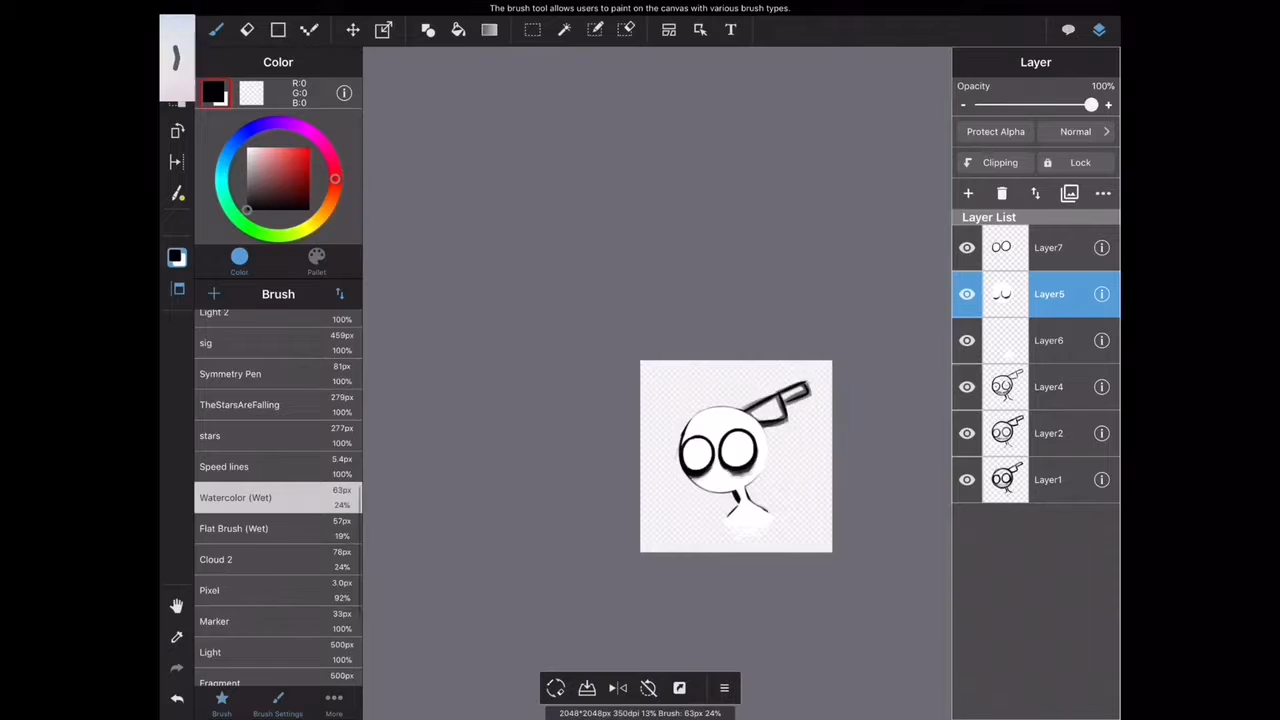 The brush tool allows users to paint on the canvas with various brush types.
T
Color
R:0
G:0
B:0
Color
Pallet
Brush
Light 2
100%
sig
459px
100%
Symmetry Pen
81px
100%
TheStarsAreFalling
279px
100%
stars
277px
100%
Speed lines
5.4px
100%
Watercolor (Wet)
63px
24%
Flat Brush (Wet)
57px
19%
Cloud 2
78px
24%
Pixel
3.0px
92%
Marker
33px
100%
Light
500px
100%
Fragment
500px
Brush
Brush Settings
More
2048*2048px 350dpi 13% Brush: 63px 24%
Layer
Opacity
100%
-
+
Protect Alpha
Normal
Clipping
Lock
Layer List
Layer7
Layer5
Layer6
Layer4
Layer2
Layer1